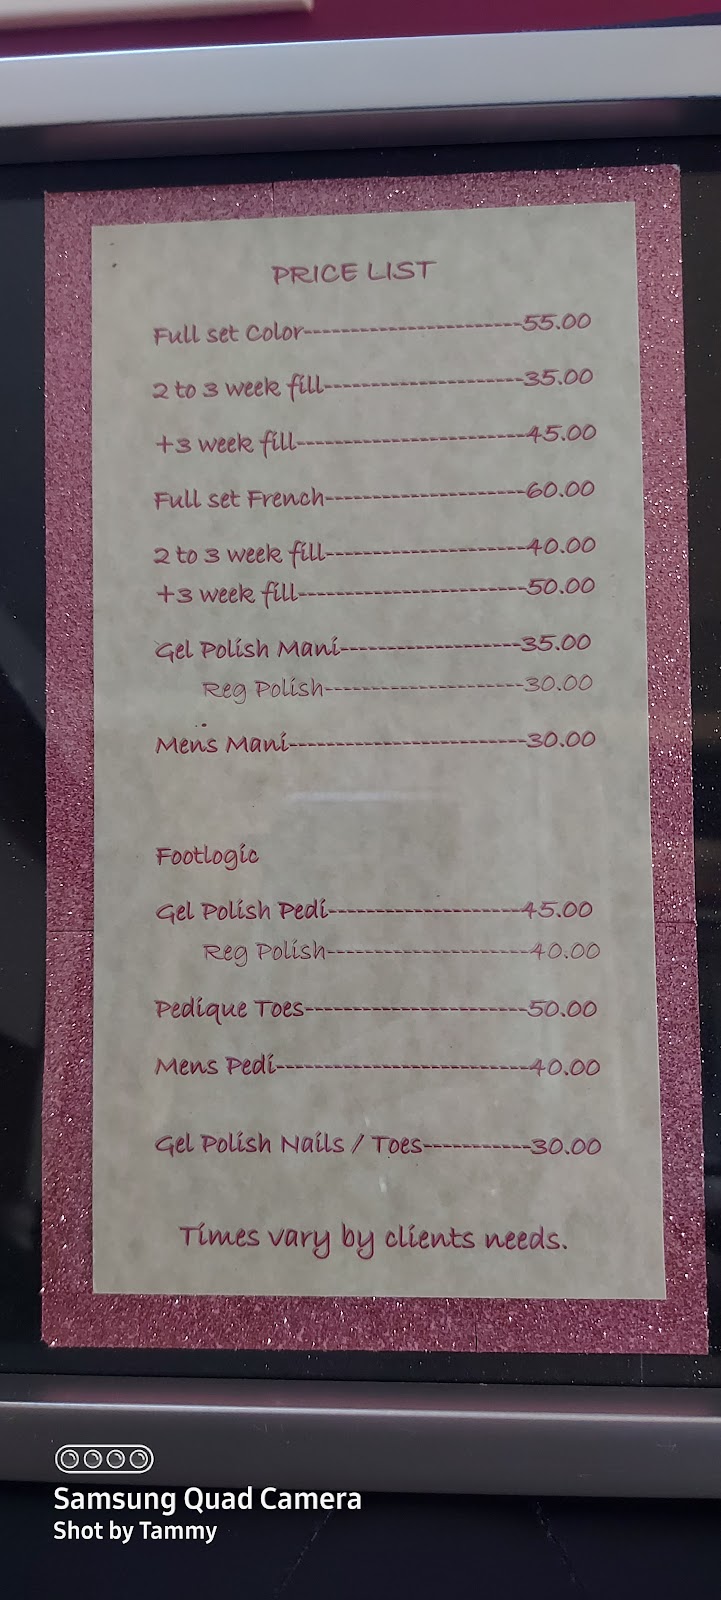 PRICE LIST
Full set Color-----------------------55.00
2 to 3 week fill---------------------35.00
+3 week fill------------------------45.00
Full set French---------------------60.00
2 to 3 week fill---------------------40.00
+3 week fill------------------------50.00
Gel Polish Mani-------------------35.00
Reg Polish---------------------30.00
Mens Mani-------------------------30.00
Footlogic
Gel Polish Pedi--------------------45.00
Reg Polish---------------------40.00
Pedique Toes-----------------------50.00
Mens Pedi--------------------------40.00
Gel Polish Nails / Toes-----------30.00
Times vary by clients needs.
Samsung Quad Camera
Shot by Tammy